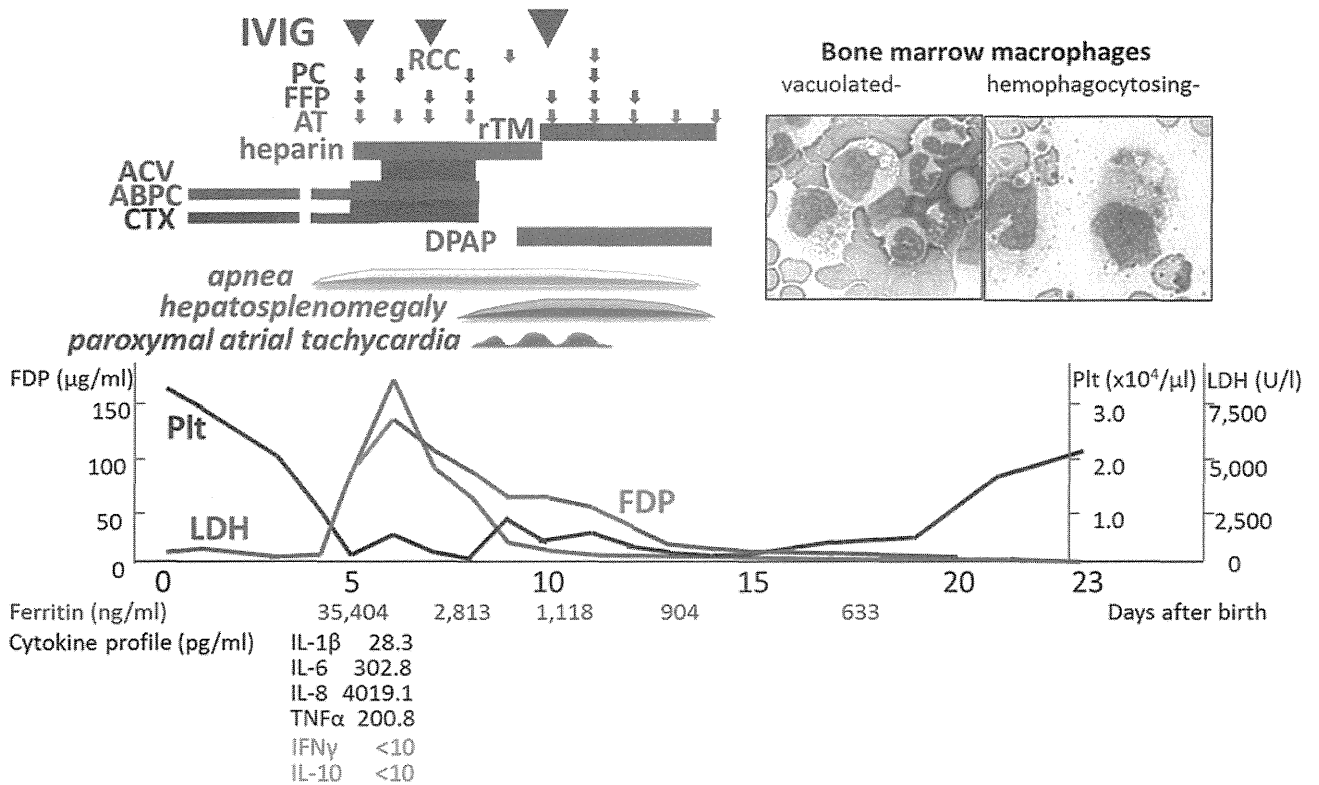 IVIG
RCC
PC
FFP
AT
rTM
heparin
ACV
ABPC
CTX
DPAP
apnea
hepatosplenomegaly
paroxymal atrial tachycardia
Bone marrow macrophages
vacuolated- hemophagocytosing-
FDP (μg/ml)
150
100
50
0
Plt
LDH
FDP
Plt (x10⁴/μl) LDH (U/l)
3.0 7,500
2.0 5,000
1.0 2,500
0
0 5 10 15 20 23
Ferritin (ng/ml) 35,404 2,813 1,118 904 633 Days after birth
Cytokine profile (pg/ml) IL-1β 28.3
IL-6 302.8
IL-8 4019.1
TNFα 200.8
IFNγ <10
IL-10 <10